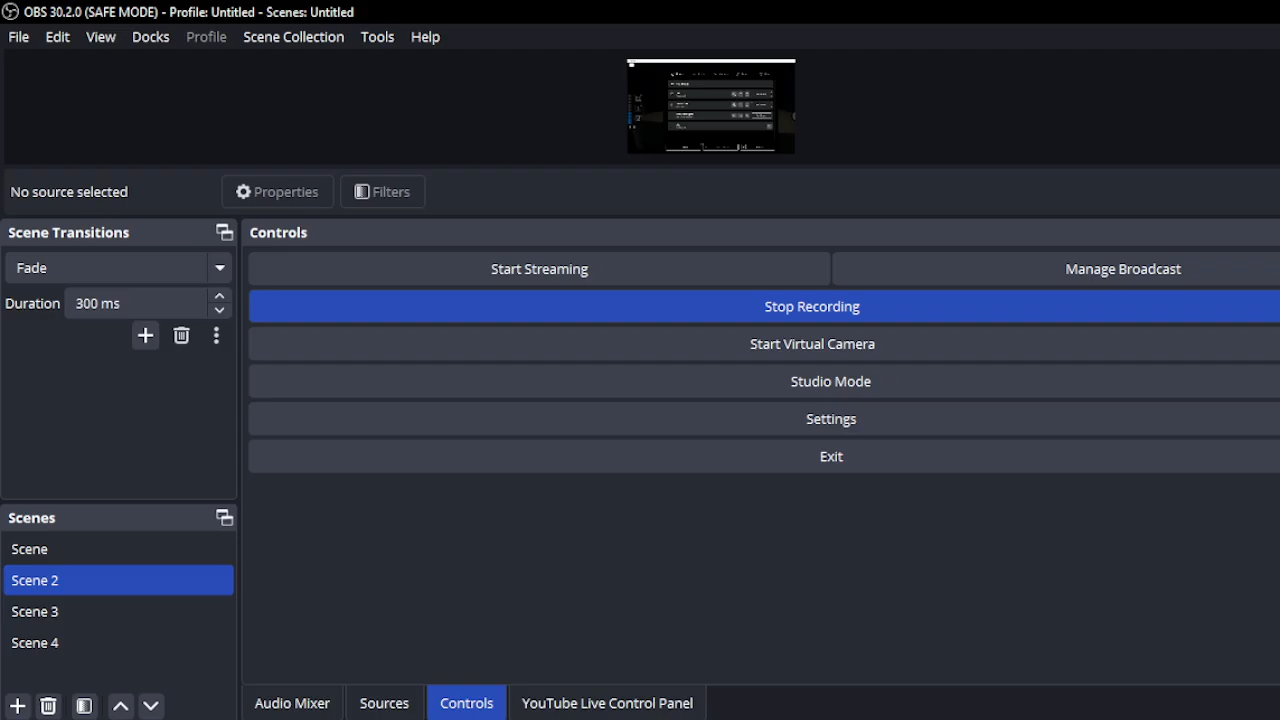 OBS 30.2.0 (SAFE MODE) - Profile: Untitled - Scenes: Untitled
File Edit View Docks Profile Scene Collection Tools Help
No source selected Properties Filters
Scene Transitions
Controls
Fade
Start Streaming
Manage Broadcast
Duration 300 ms
Stop Recording
Start Virtual Camera
Studio Mode
Settings
Exit
Scenes
Scene
Scene 2
Scene 3
Scene 4
Audio Mixer Sources Controls YouTube Live Control Panel